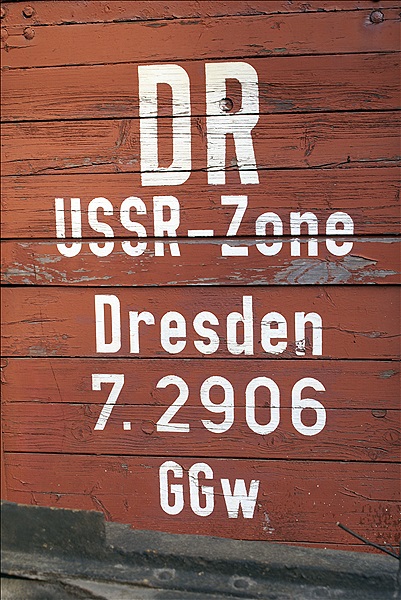 DR
USSR-Zone
Dresden
7.2906
GGw